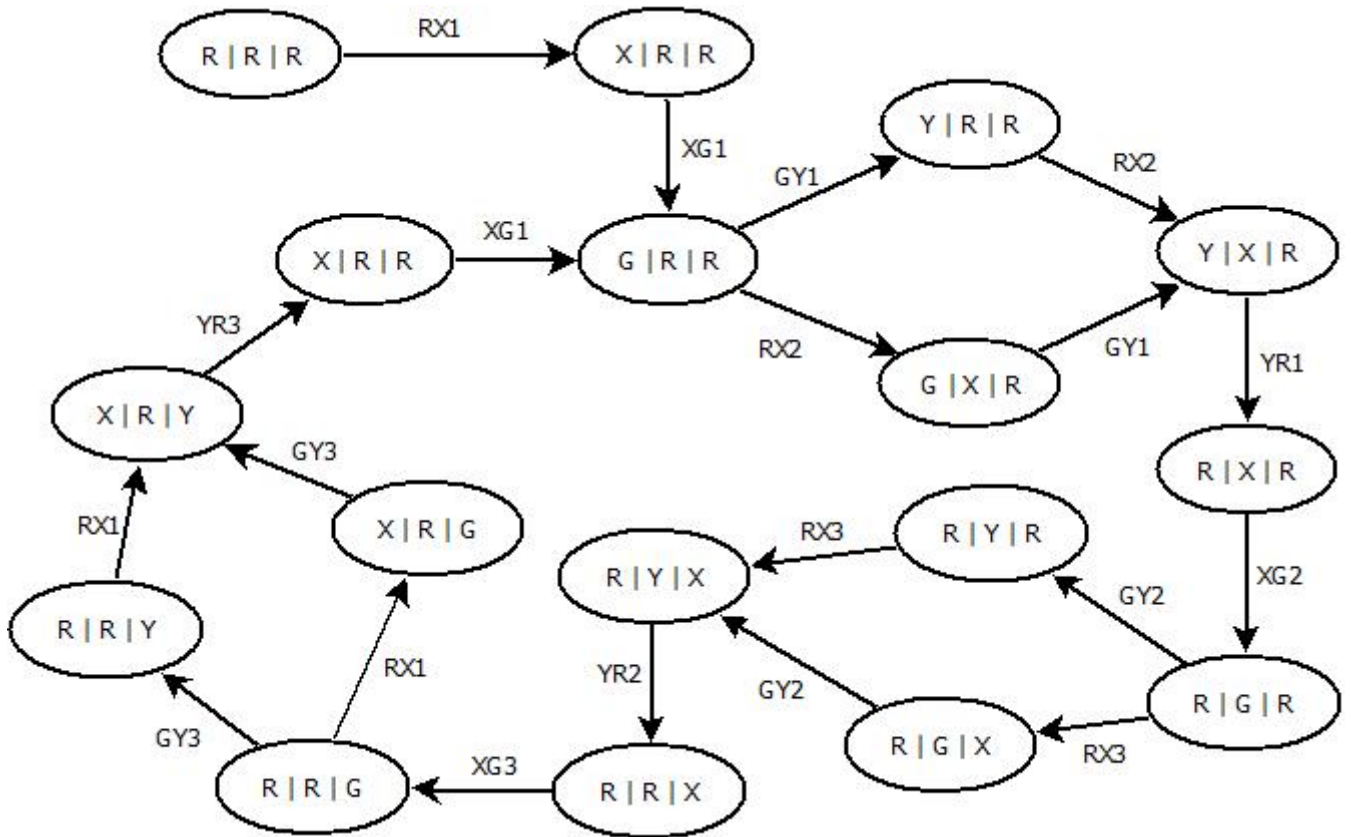 R | R | R
RX1
X | R | R
XG1
Y | R | R
GY1
RX2
X | R | R
XG1
G | R | R
Y | X | R
YR3
RX2
G | X | R
GY1
YR1
X | R | Y
GY3
R | X | R
RX1
X | R | G
R | Y | X
RX3
R | Y | R
XG2
GY2
R | R | Y
RX1
YR2
GY2
R | G | R
GY3
R | G | X
RX3
R | R | G
XG3
R | R | X